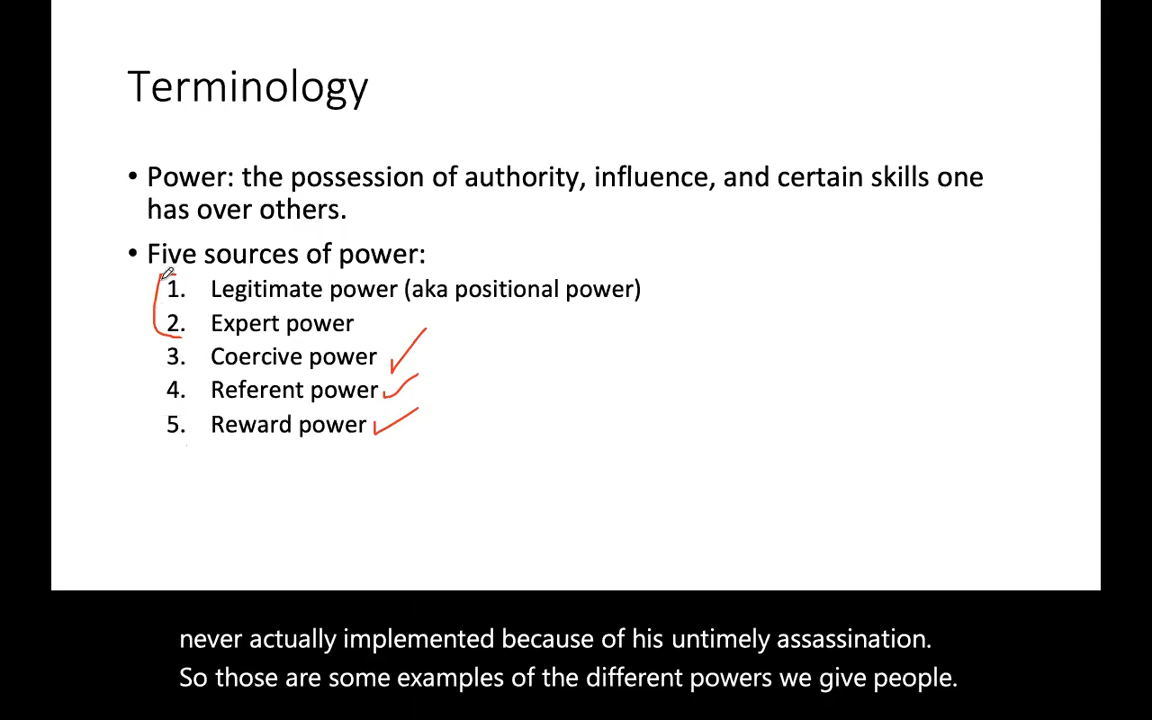 Terminology
• Power: the possession of authority, influence, and certain skills one
has over others.
• Five sources of power:
1. Legitimate power (aka positional power)
2. Expert power
3. Coercive power
4. Referent power
5. Reward power
never actually implemented because of his untimely assassination.
So those are some examples of the different powers we give people.